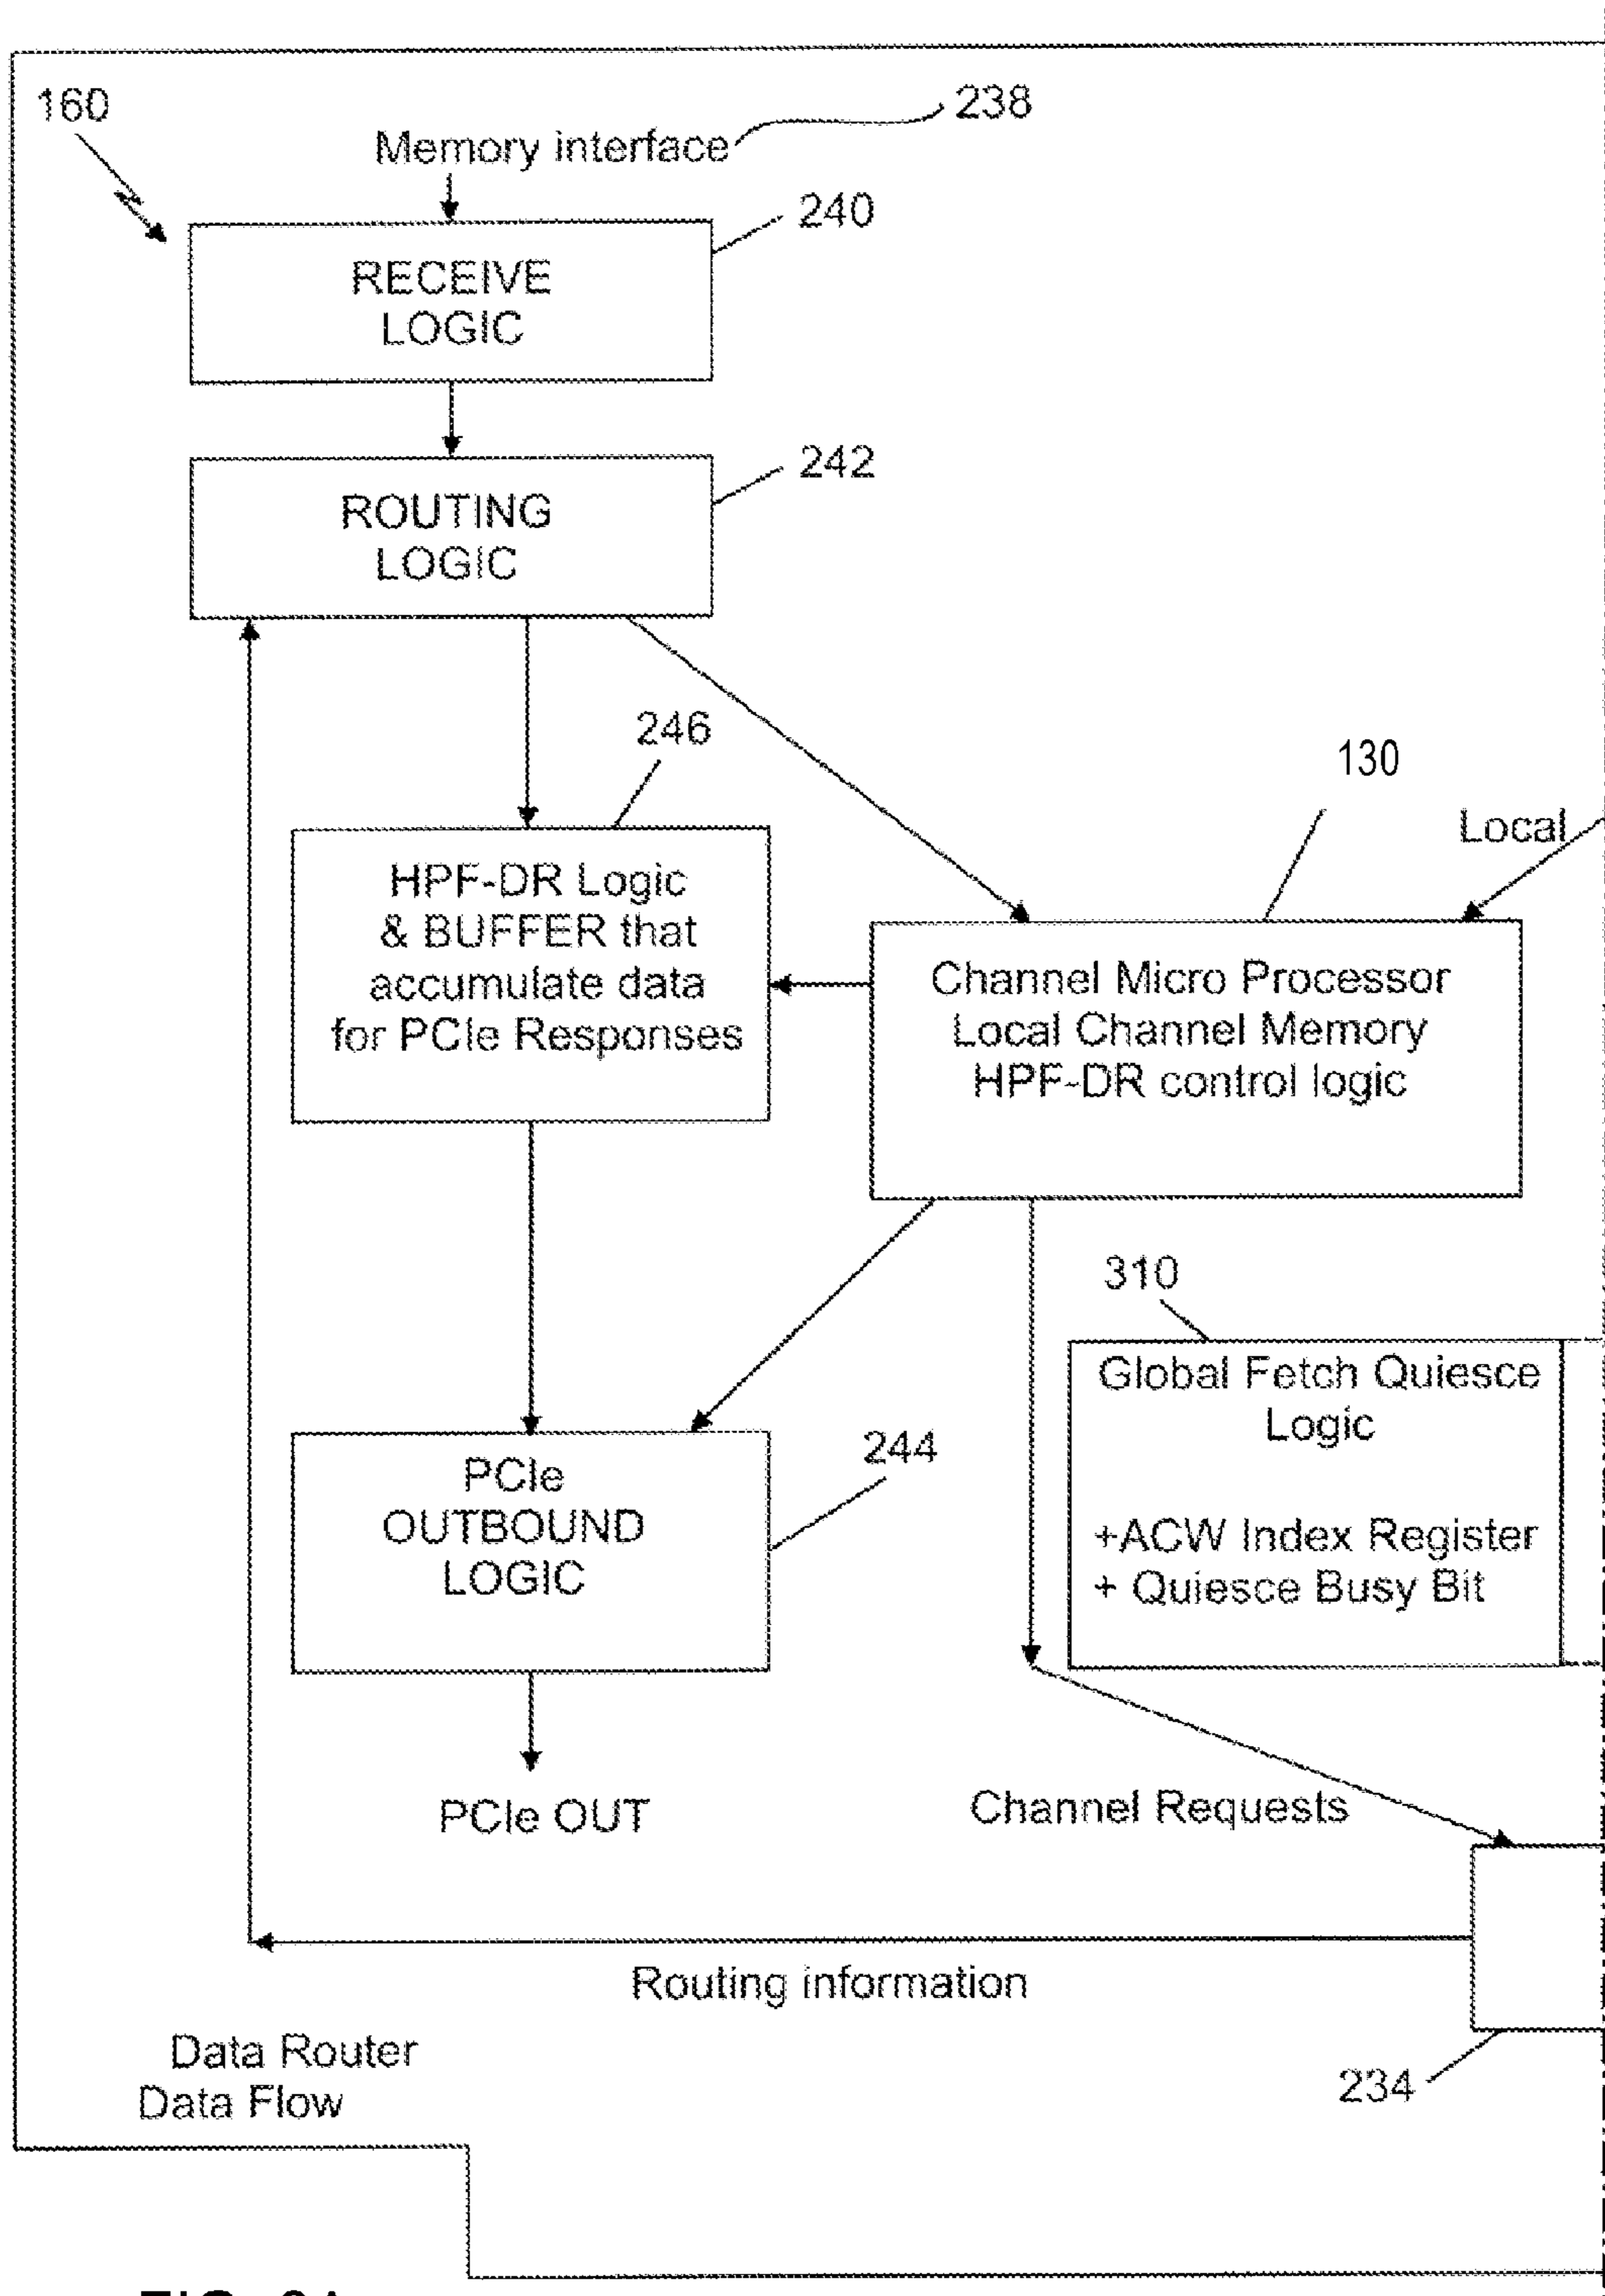 160
238
Memory interface
240
RECEIVE
LOGIC
242
ROUTING
LOGIC
246
130
Local
HPF-DR Logic
& BUFFER that
accumulate data
for PCIe Responses
Channel Micro Processor
Local Channel Memory
HPF-DR control logic
310
Global Fetch Quiesce
Logic
+ACW Index Register
+ Quiesce Busy Bit
244
PCIe
OUTBOUND
LOGIC
PCIe OUT
Channel Requests
Routing information
234
Data Router
Data Flow